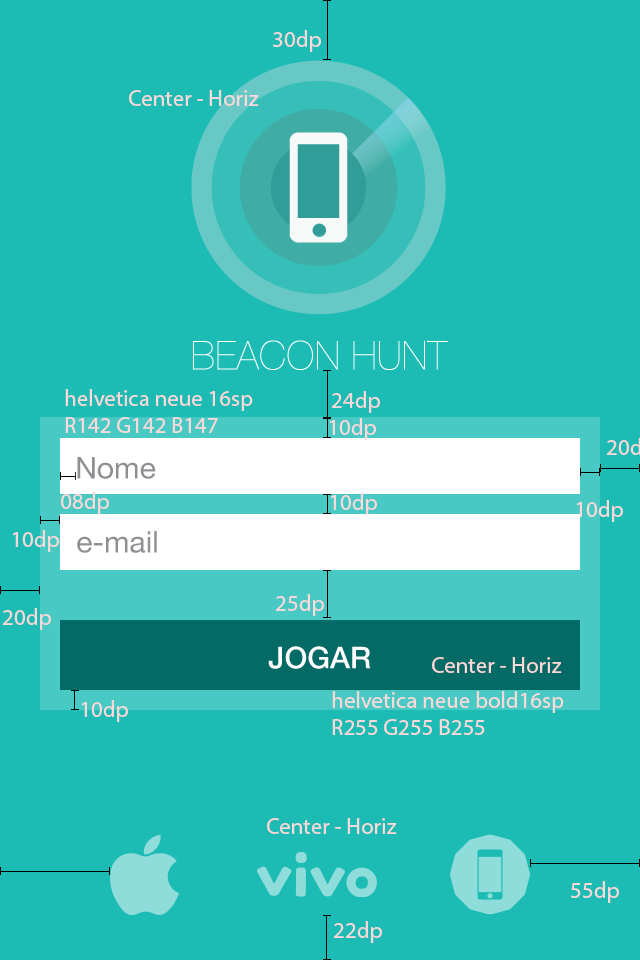 30dp
Center - Horiz
BEACON HUNT
helvetica neue 16sp
24dp
R142 G142 B147
10dp
20d
Nome
08dp
10dp
10dp
10dp
e-mail
25dp
20dp
JOGAR
Center - Horiz
10dp
helvetica neue bold16sp
R255 G255 B255
Center - Horiz
vivo
55dp
22dp